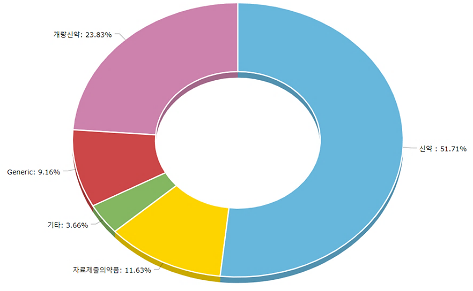 개량신약: 23.83%
신약 : 51.71%
Generic: 9.16%
기타: 3.66%
자료제출의약품: 11.63%